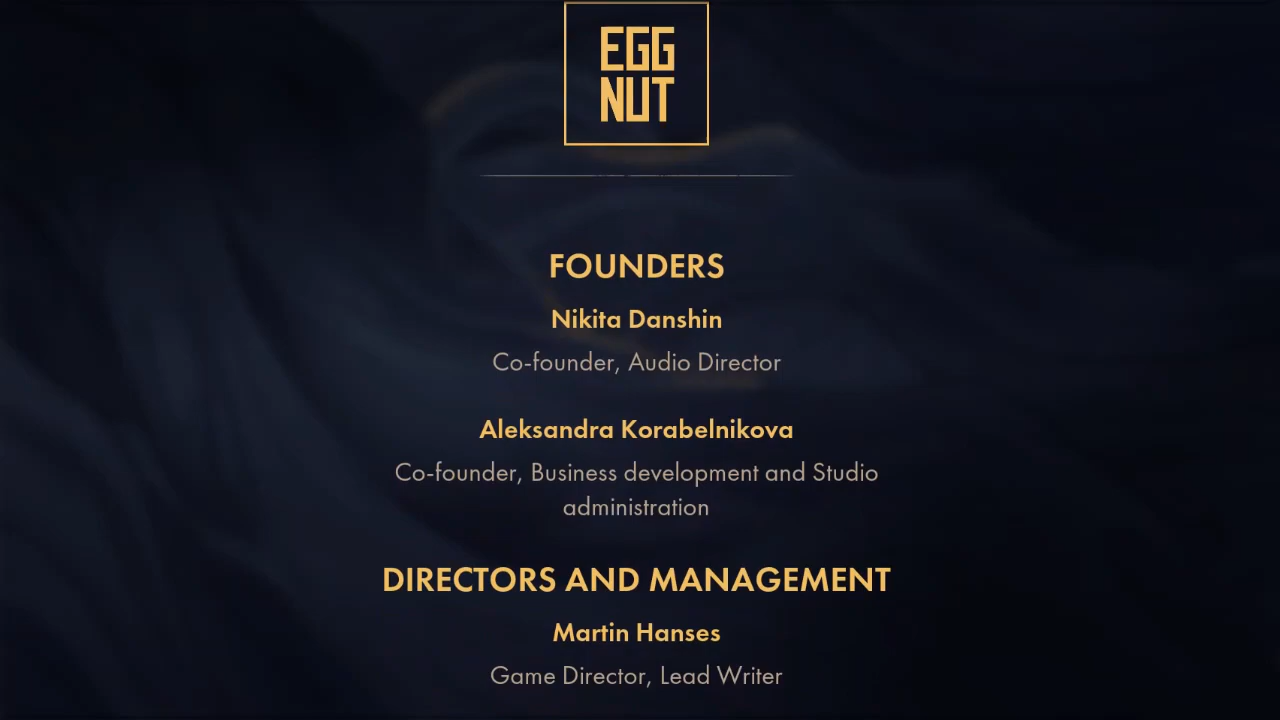 EGG
NUT
FOUNDERS
Nikita Danshin
Co-founder, Audio Director
Aleksandra Korabelnikova
Co-founder, Business development and Studio
administration
DIRECTORS AND MANAGEMENT
Martin Hanses
Game Director, Lead Writer